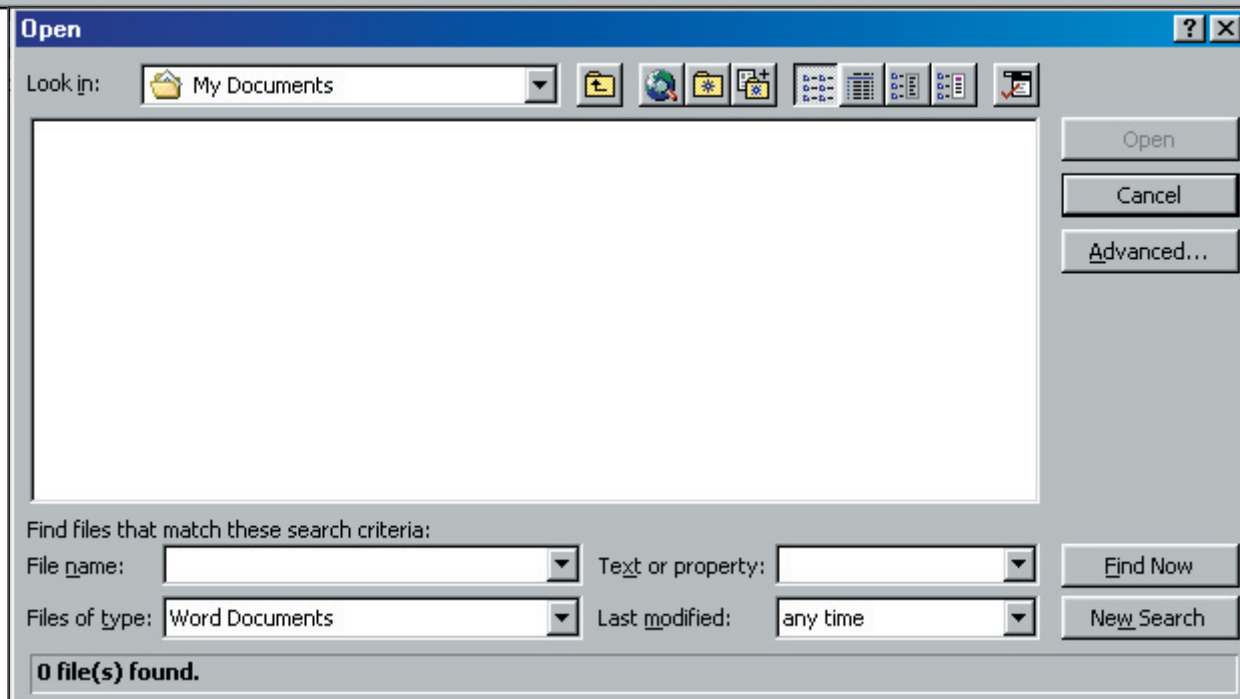 Open
Look in: My Documents
Open
Cancel
Advanced...
Find files that match these search criteria:
File name: Text or property: Find Now
Files of type: Word Documents Last modified: any time New Search
0 file(s) found.